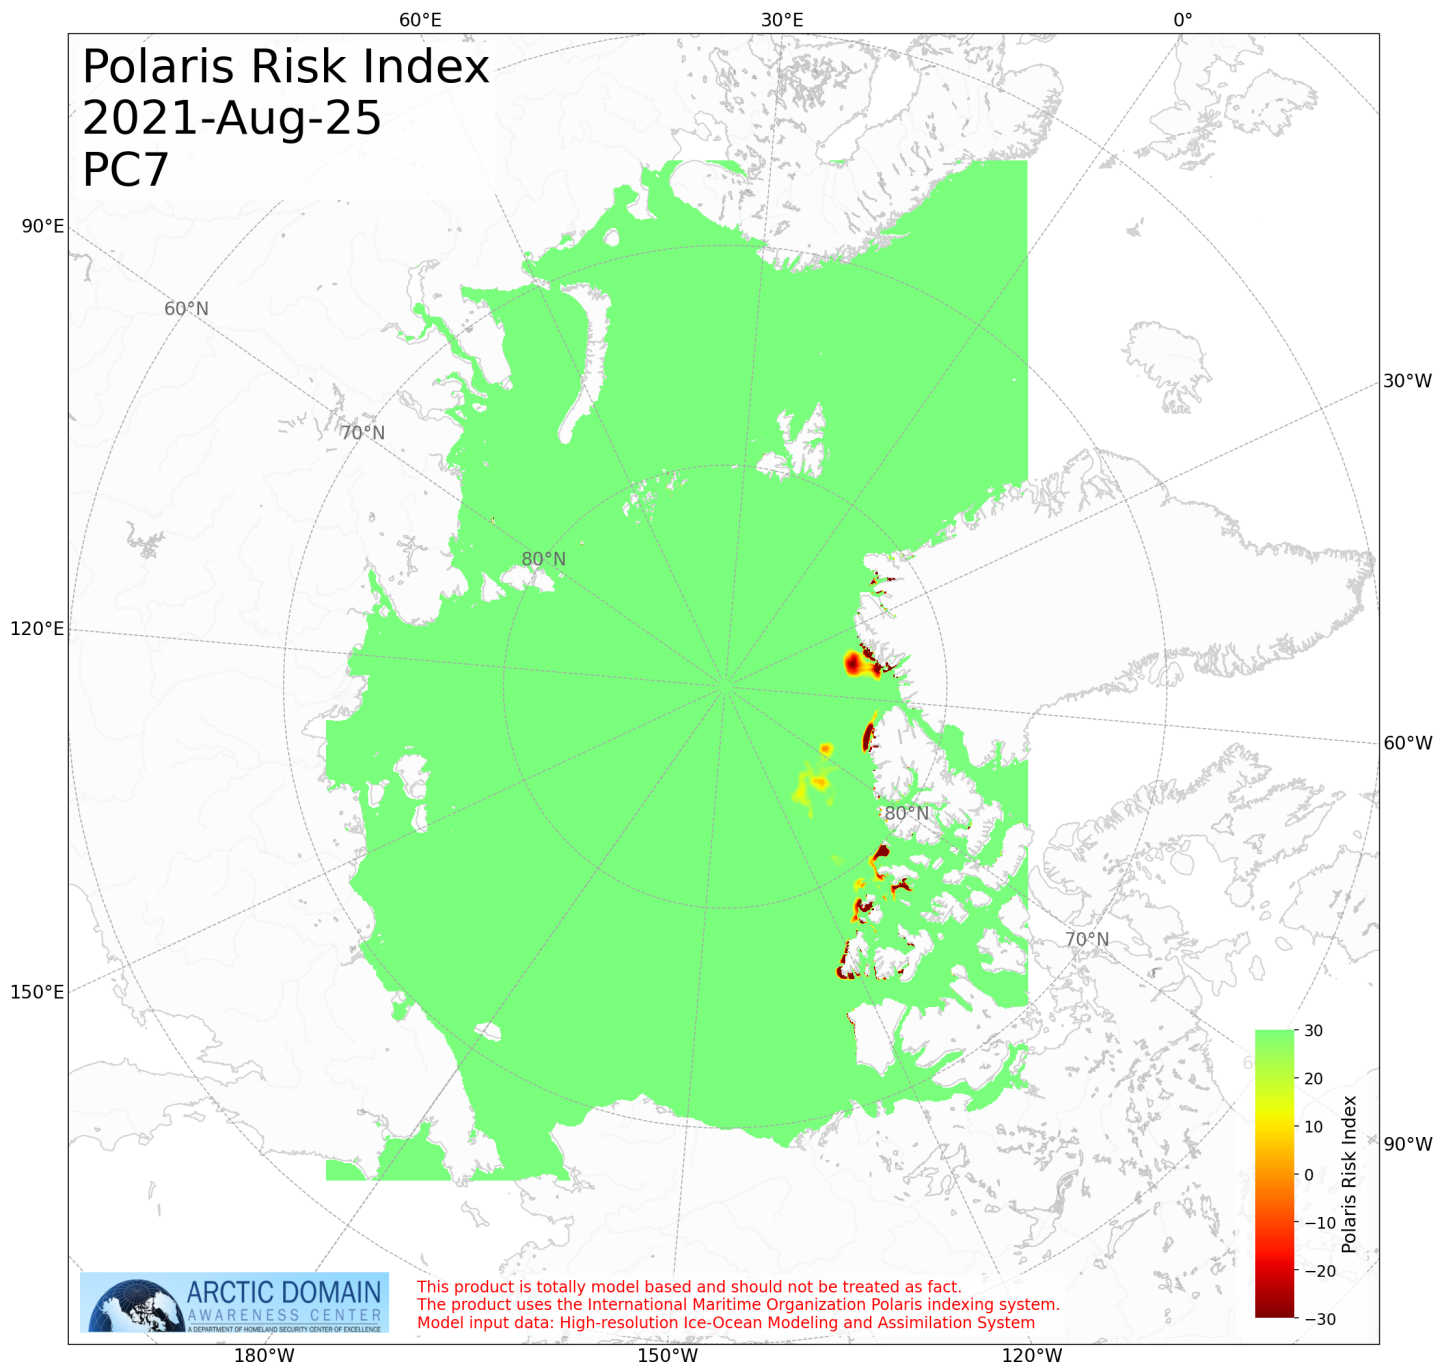 60°E
30°E
0°
Polaris Risk Index
2021-Aug-25
PC7
90°E
60°N
30°W
70°N
80°N
120°E
60°W
80°N
70°N
150°E
30
20
10
0
−10
−20
−30
Polaris Risk Index
90°W
ARCTIC DOMAIN
AWARENESS CENTER
A DEPARTMENT OF HOMELAND SECURITY CENTER OF EXCELLENCE
This product is totally model based and should not be treated as fact.
The product uses the International Maritime Organization Polaris indexing system.
Model input data: High-resolution Ice-Ocean Modeling and Assimilation System
180°W
150°W
120°W